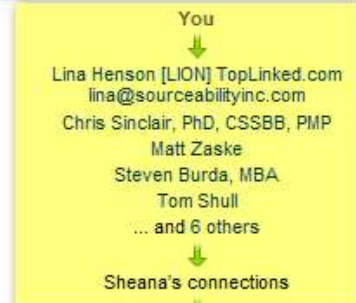 You
Lina Henson [LION] TopLinked.com
lina@sourceabilityinc.com
Chris Sinclair, PhD, CSSBB, PMP
Matt Zaske
Steven Burda, MBA
Tom Shull
... and 6 others
Sheana's connections